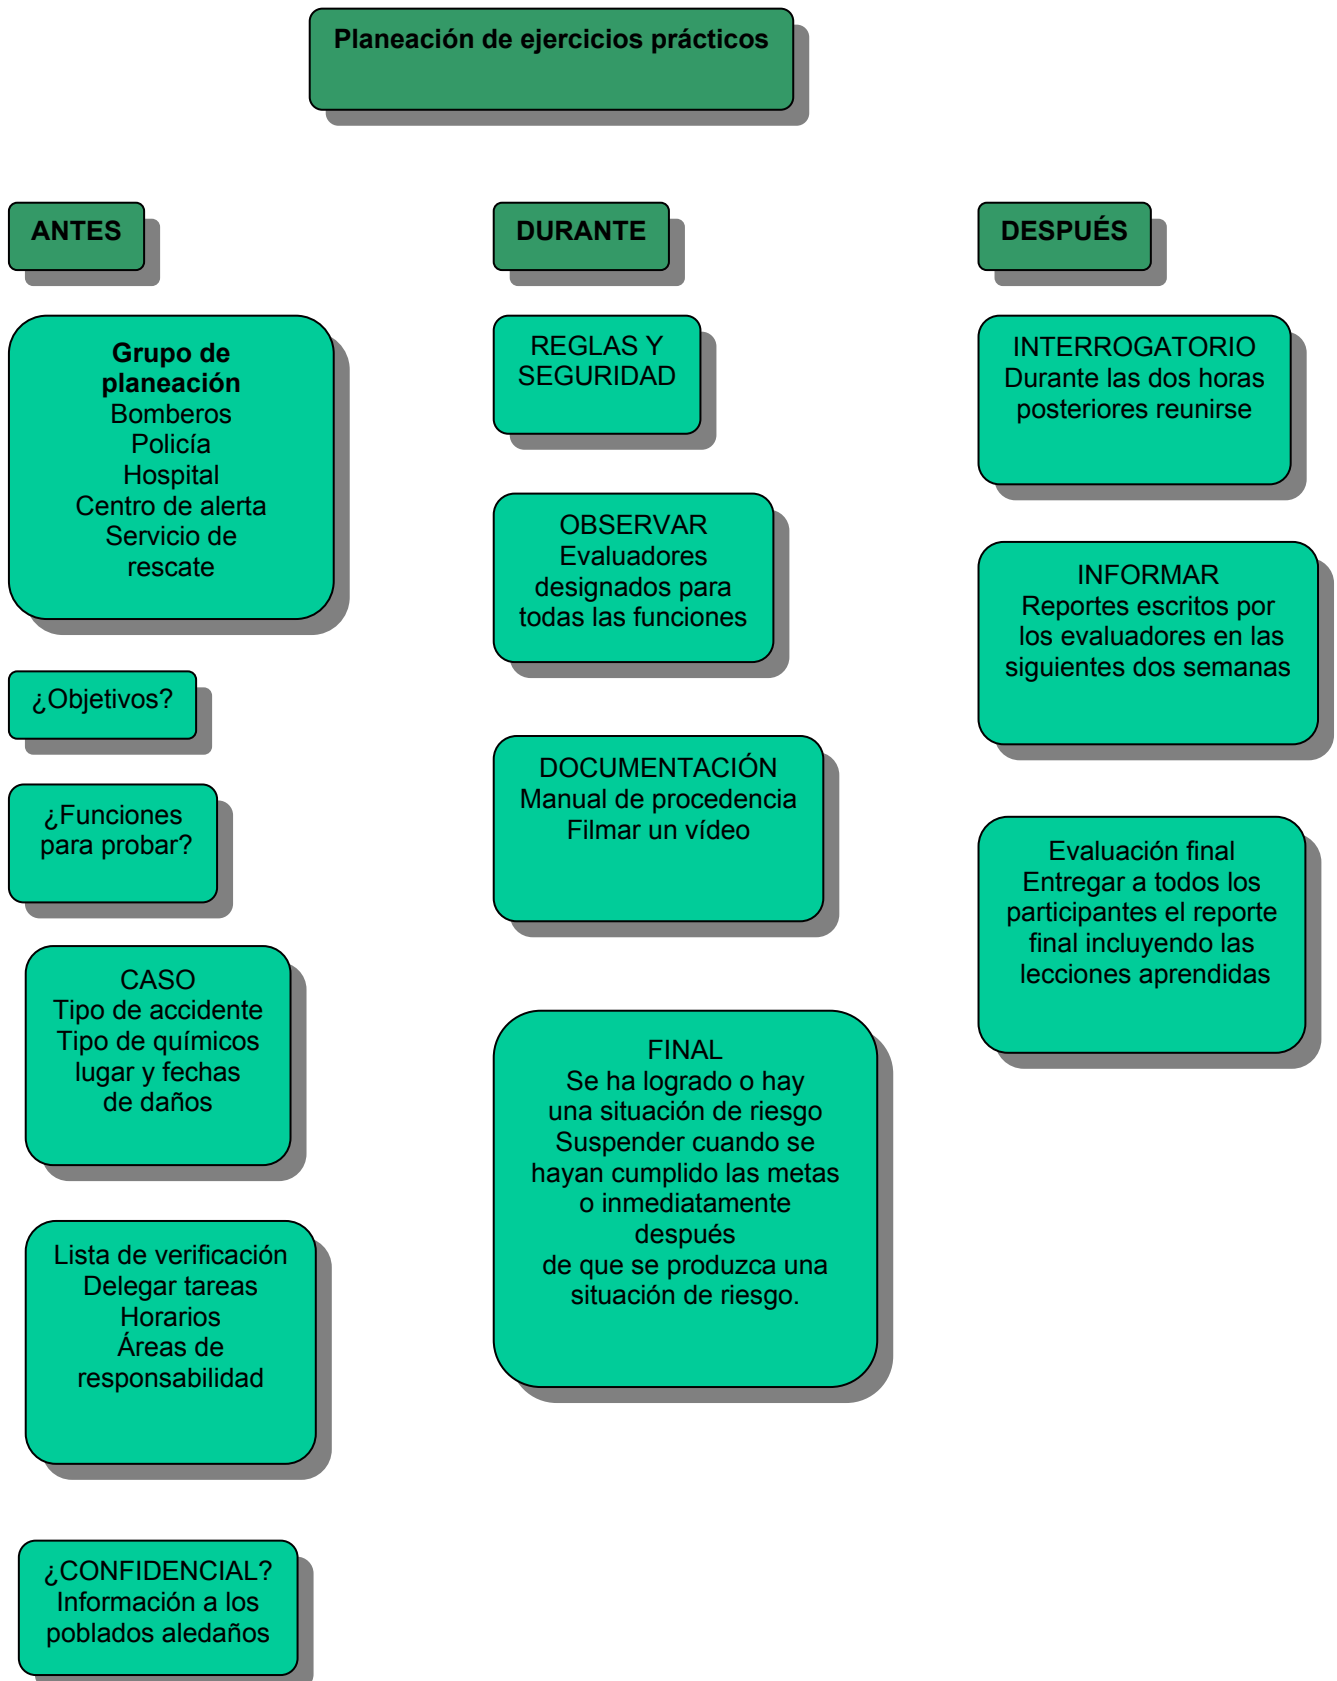 Planeación de ejercicios prácticos
ANTES
Grupo de
planeación
Bomberos
Policía
Hospital
Centro de alerta
Servicio de
rescate
¿Objetivos?
¿Funciones
para probar?
CASO
Tipo de accidente
Tipo de químicos
lugar y fechas
de daños
Lista de verificación
Delegar tareas
Horarios
Áreas de
responsabilidad
¿CONFIDENCIAL?
Información a los
poblados aledaños
DURANTE
REGLAS Y
SEGURIDAD
OBSERVAR
Evaluadores
designados para
todas las funciones
DOCUMENTACIÓN
Manual de procedencia
Filmar un vídeo
FINAL
Se ha logrado o hay
una situación de riesgo
Suspender cuando se
hayan cumplido las metas
o inmediatamente
después
de que se produzca una
situación de riesgo.
DESPUÉS
INTERROGATORIO
Durante las dos horas
posteriores reunirse
INFORMAR
Reportes escritos por
los evaluadores en las
siguientes dos semanas
Evaluación final
Entregar a todos los
participantes el reporte
final incluyendo las
lecciones aprendidas